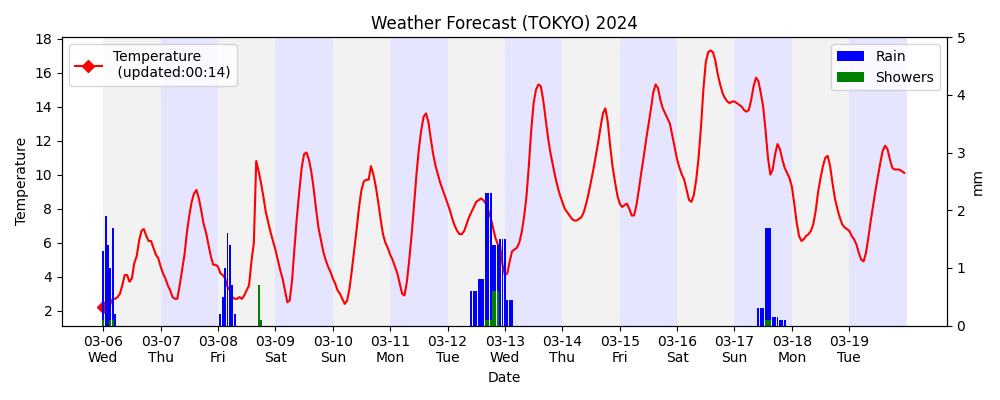 Weather Forecast (TOKYO) 2024
Temperature
(updated:00:14)
Rain
Showers
18
16
14
12
10
8
6
4
2
Temperature
5
4
3
2
1
0
mm
03-06 03-07 03-08 03-09 03-10 03-11 03-12 03-13 03-14 03-15 03-16 03-17 03-18 03-19
Wed Thu Fri Sat Sun Mon Tue Wed Thu Fri Sat Sun Mon Tue
Date